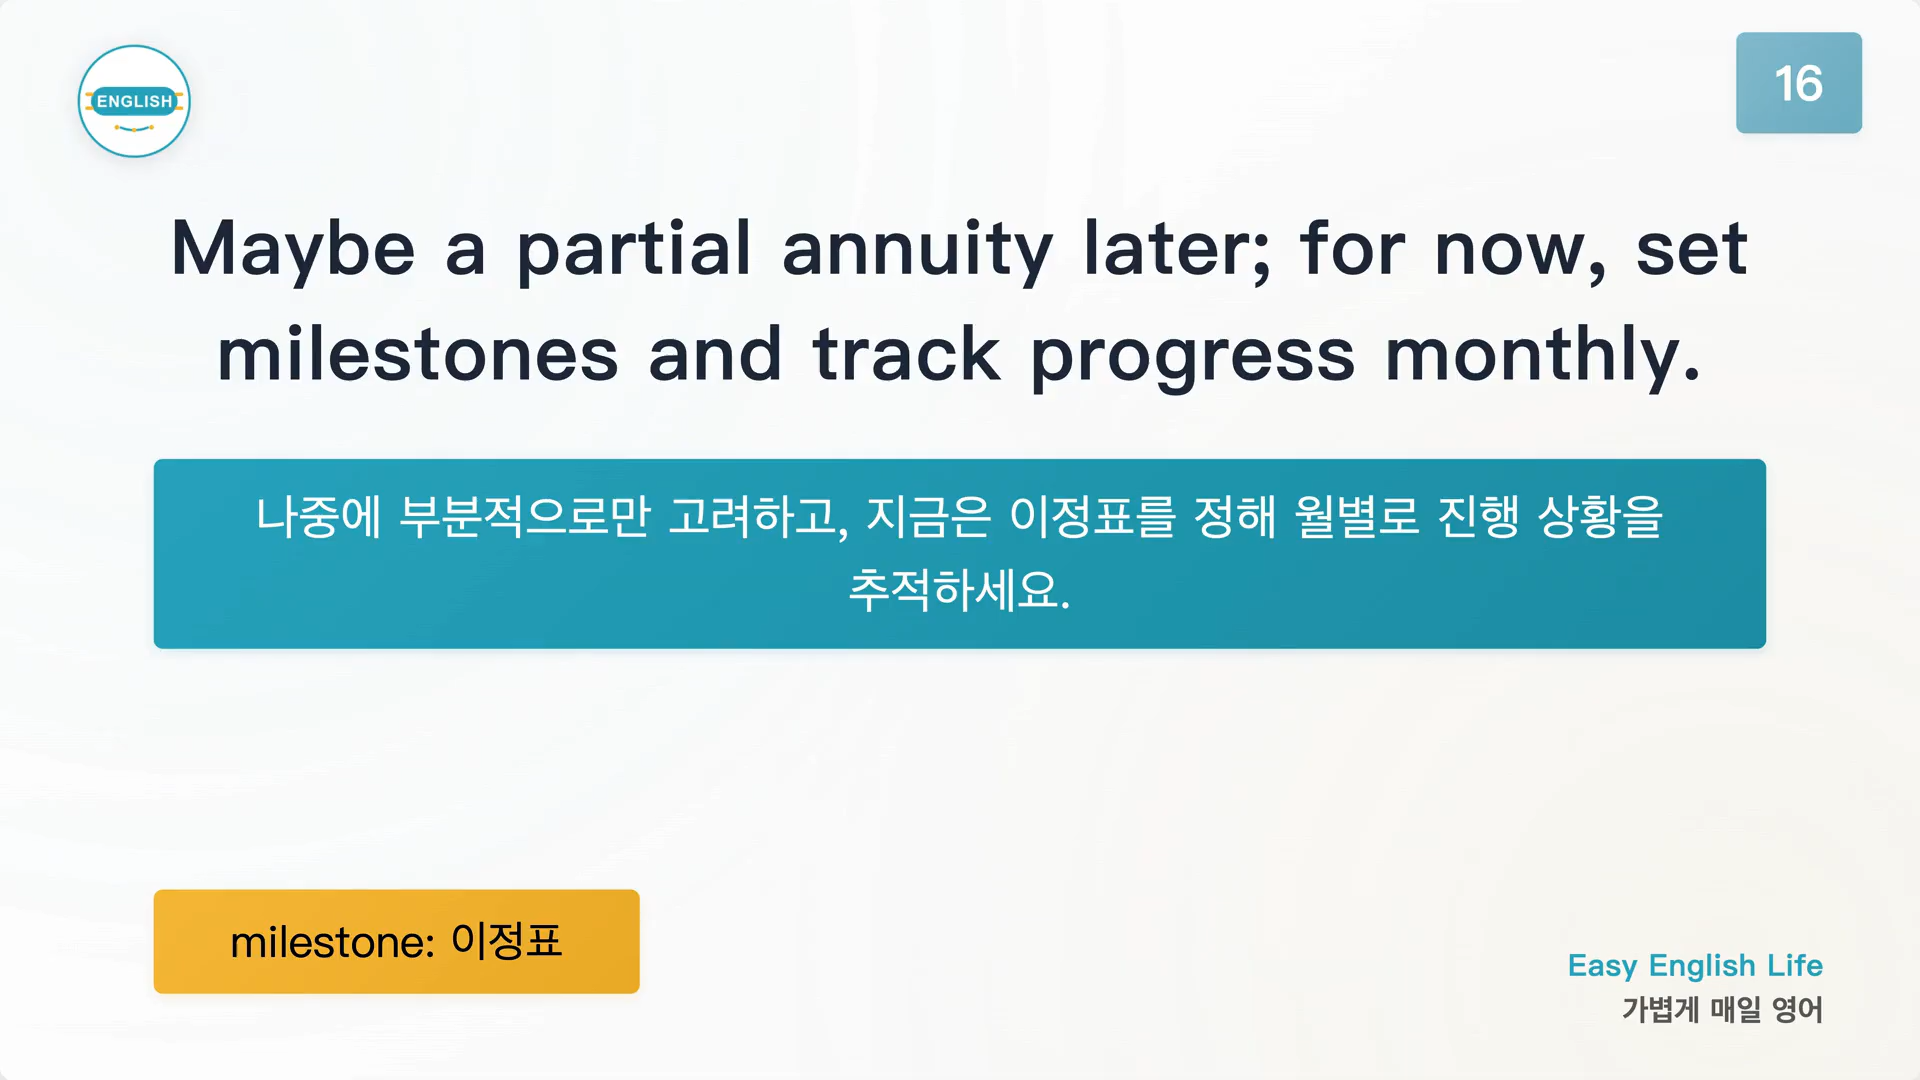 ENGLISH
16
Maybe a partial annuity later; for now, set
milestones and track progress monthly.
나중에 부분적으로만 고려하고, 지금은 이정표를 정해 월별로 진행 상황을
추적하세요.
milestone: 이정표
Easy English Life
가볍게 매일 영어